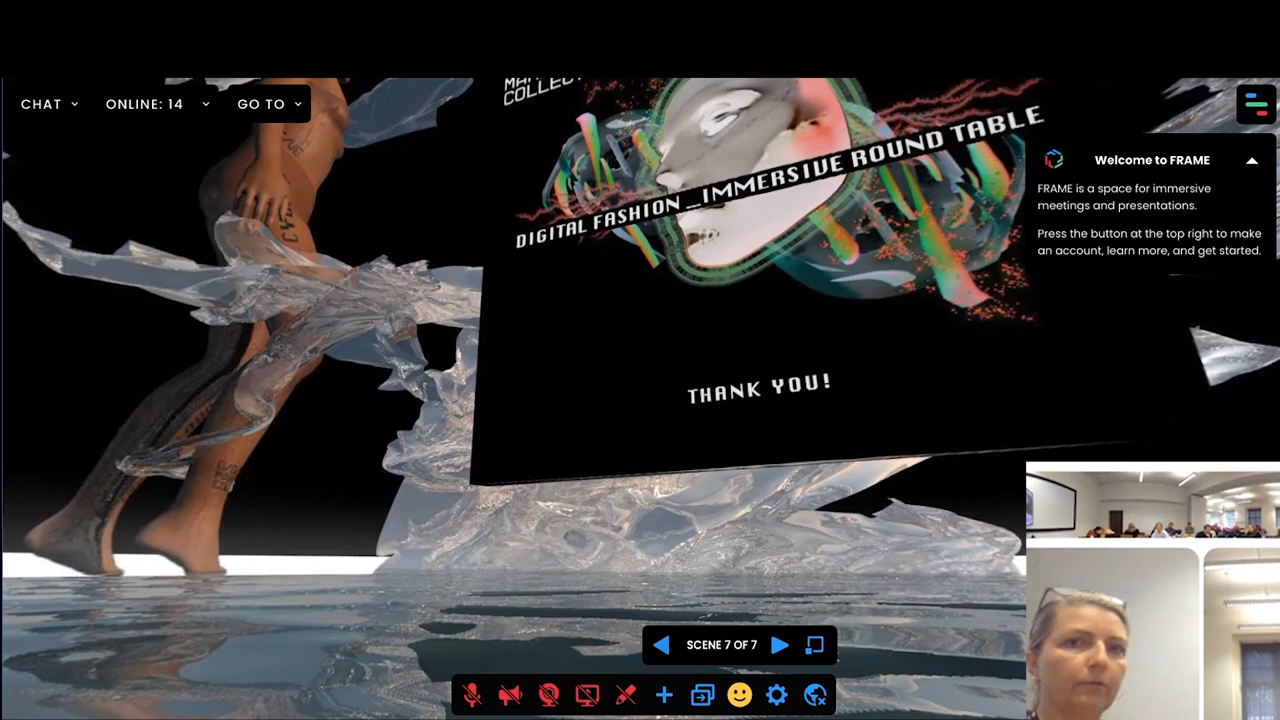 CHAT
ONLINE: 14
GO TO
DIGITAL FASHION _IMMERSIVE ROUND TABLE
Welcome to FRAME
FRAME is a space for immersive
meetings and presentations.
Press the button at the top right to make
an account, learn more, and get started.
THANK YOU!
SCENE 7 OF 7